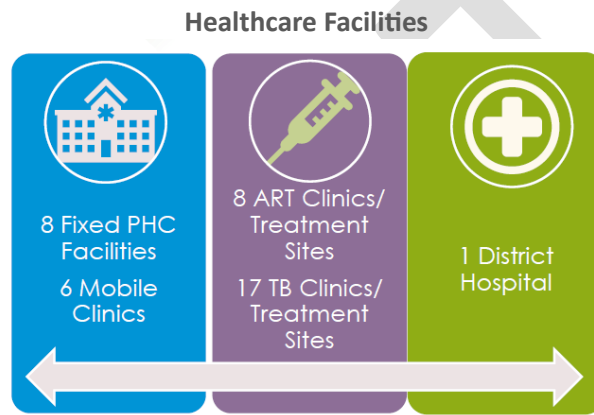 Healthcare Facilities
8 Fixed PHC
Facilities
6 Mobile
Clinics
8 ART Clinics/
Treatment
Sites
17 TB Clinics/
Treatment
Sites
1 District
Hospital